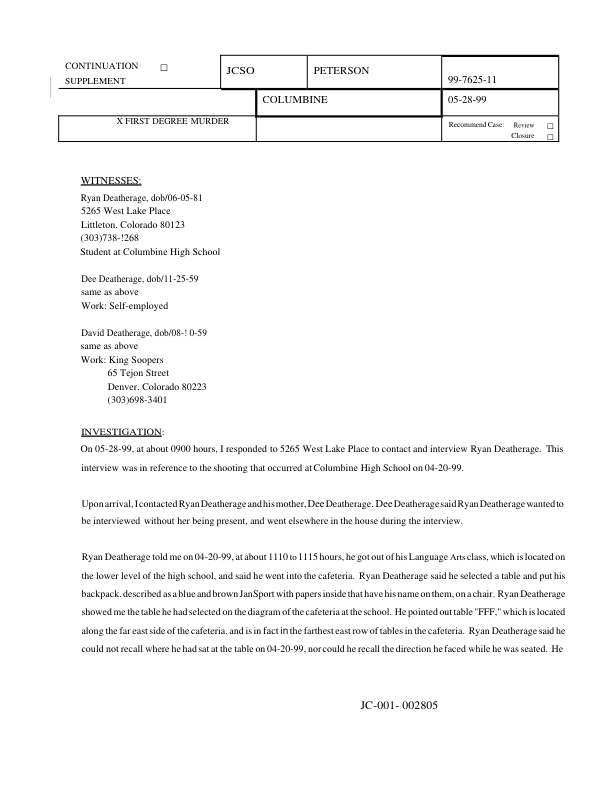 CONTINUATION ☐
SUPPLEMENT
JCSO
PETERSON
99-7625-11
COLUMBINE
05-28-99
X FIRST DEGREE MURDER
Recommend Case: Review ☐
Closure ☐
WITNESSES:
Ryan Deatherage, dob/06-05-81
5265 West Lake Place
Littleton. Colorado 80123
(303)738-!268
Student at Columbine High School
Dee Deatherage, dob/11-25-59
same as above
Work: Self-employed
David Deatherage, dob/08-! 0-59
same as above
Work: King Soopers
65 Tejon Street
Denver. Colorado 80223
(303)698-3401
INVESTIGATION:
On 05-28-99, at about 0900 hours, I responded to 5265 West Lake Place to contact and interview Ryan Deatherage. This
interview was in reference to the shooting that occurred at Columbine High School on 04-20-99.
Upon arrival, I contacted Ryan Deatherage and his mother, Dee Deatherage. Dee Deatherage said Ryan Deatherage wanted to
be interviewed without her being present, and went elsewhere in the house during the interview.
Ryan Deatherage told me on 04-20-99, at about 1110 to 1115 hours, he got out of his Language Arts class, which is located on
the lower level of the high school, and said he went into the cafeteria. Ryan Deatherage said he selected a table and put his
backpack. described as a blue and brown JanSport with papers inside that have his name on them, on a chair. Ryan Deatherage
showed me the table he had selected on the diagram of the cafeteria at the school. He pointed out table "FFF," which is located
along the far east side of the cafeteria. and is in fact in the farthest east row of tables in the cafeteria. Ryan Deatherage said he
could not recall where he had sat at the table on 04-20-99, nor could he recall the direction he faced while he was seated. He
JC-001- 002805